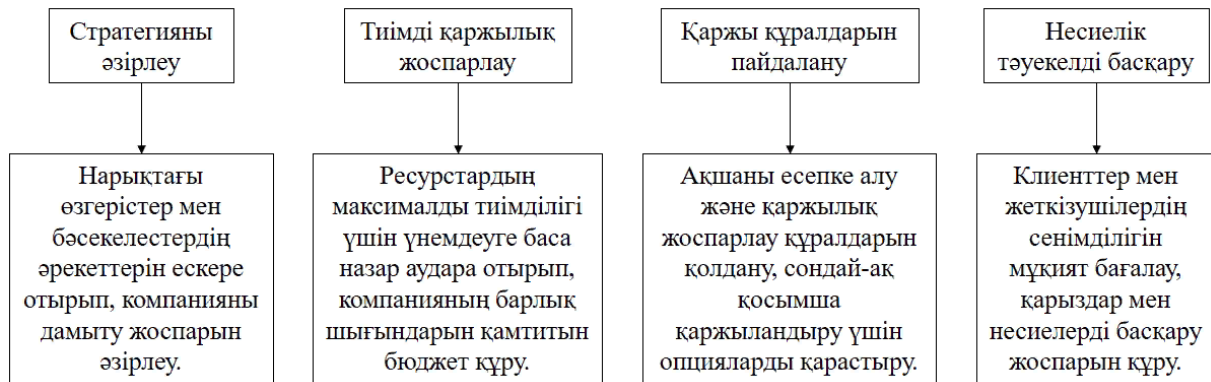 Стратегияны
әзірлеу
Тиімді қаржылық
жоспарлау
Қаржы құралдарын
пайдалану
Несиелік
тәуекелді басқару
Нарықтағы
өзгерістер мен
бәсекелестердің
әрекеттерін ескере
отырып, компанияны
дамыту жоспарын
әзірлеу.
Ресурстардың
максималды тиімділігі
үшін үнемдеуге баса
назар аудара отырып,
компанияның барлық
шығындарын қамтитын
бюджет құру.
Ақшаны есепке алу
және қаржылық
жоспарлау құралдарын
қолдану, сондай-ақ
қосымша
қаржыландыру үшін
опцияларды қарастыру.
Клиенттер мен
жеткізушілердің
сенімділігін
мұқият бағалау,
қарыздар мен
несиелерді басқару
жоспарын құру.